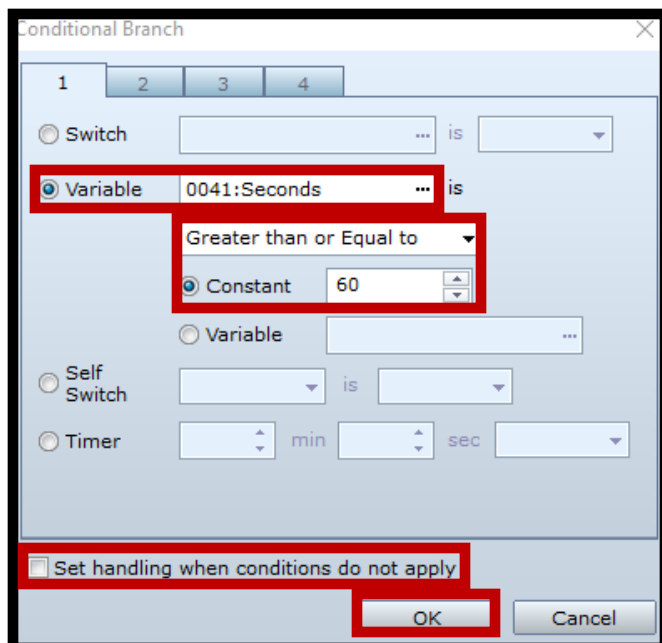 Conditional Branch
1 2 3 4
Switch ... is
Variable 0041:Seconds ... is
Greater than or Equal to
Constant 60
Variable ...
Self
Switch is
Timer min sec
Set handling when conditions do not apply
OK Cancel